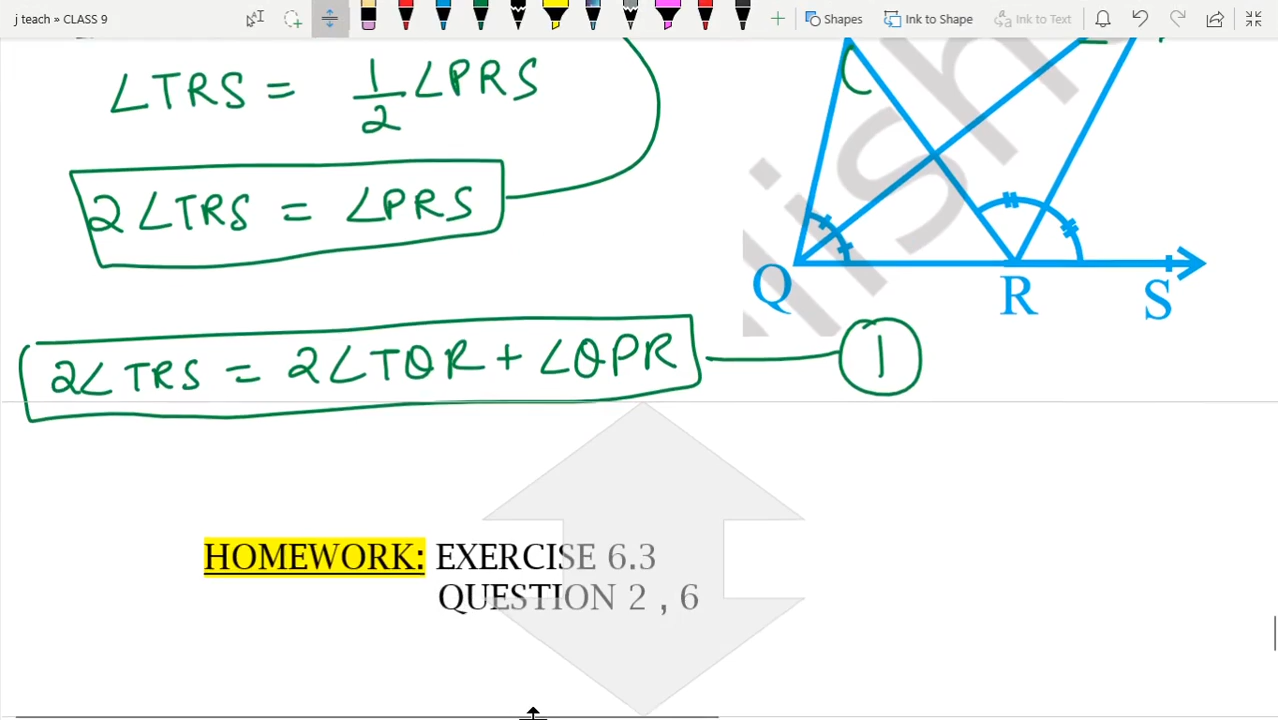 j teach » CLASS 9
Shapes
Ink to Shape
Ink to Text
∠TRS = 1/2 ∠PRS
2∠TRS = ∠PRS
Q
R
S
2∠TRS = 2∠TQR + ∠QPR
1
HOMEWORK: EXERCISE 6.3
QUESTION 2 , 6